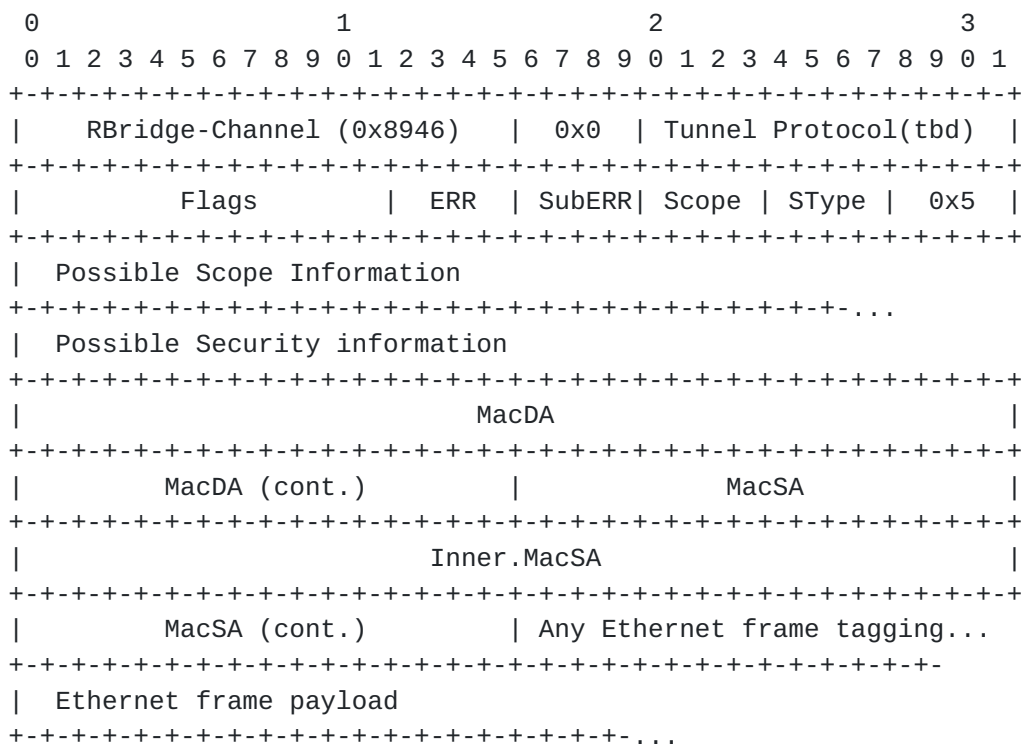 0                   1                   2                   3
 0 1 2 3 4 5 6 7 8 9 0 1 2 3 4 5 6 7 8 9 0 1 2 3 4 5 6 7 8 9 0 1
+-+-+-+-+-+-+-+-+-+-+-+-+-+-+-+-+-+-+-+-+-+-+-+-+-+-+-+-+-+-+-+-+
|    RBridge-Channel (0x8946)   |  0x0  | Tunnel Protocol(tbd)  |
+-+-+-+-+-+-+-+-+-+-+-+-+-+-+-+-+-+-+-+-+-+-+-+-+-+-+-+-+-+-+-+-+
|          Flags        |  ERR  | SubERR| Scope | SType |  0x5  |
+-+-+-+-+-+-+-+-+-+-+-+-+-+-+-+-+-+-+-+-+-+-+-+-+-+-+-+-+-+-+-+-+
|  Possible Scope Information
+-+-+-+-+-+-+-+-+-+-+-+-+-+-+-+-+-+-+-+-+-+-+-+-+-+-+-...
|  Possible Security information
+-+-+-+-+-+-+-+-+-+-+-+-+-+-+-+-+-+-+-+-+-+-+-+-+-+-+-+-+-+-+-+-+
|                             MacDA                             |
+-+-+-+-+-+-+-+-+-+-+-+-+-+-+-+-+-+-+-+-+-+-+-+-+-+-+-+-+-+-+-+-+
|         MacDA (cont.)         |             MacSA             |
+-+-+-+-+-+-+-+-+-+-+-+-+-+-+-+-+-+-+-+-+-+-+-+-+-+-+-+-+-+-+-+-+
|                          Inner.MacSA                          |
+-+-+-+-+-+-+-+-+-+-+-+-+-+-+-+-+-+-+-+-+-+-+-+-+-+-+-+-+-+-+-+-+
|         MacSA (cont.)         | Any Ethernet frame tagging...
+-+-+-+-+-+-+-+-+-+-+-+-+-+-+-+-+-+-+-+-+-+-+-+-+-+-+-+-+-+-
|  Ethernet frame payload
+-+-+-+-+-+-+-+-+-+-+-+-+-+-+-+-+-+-+-+-...